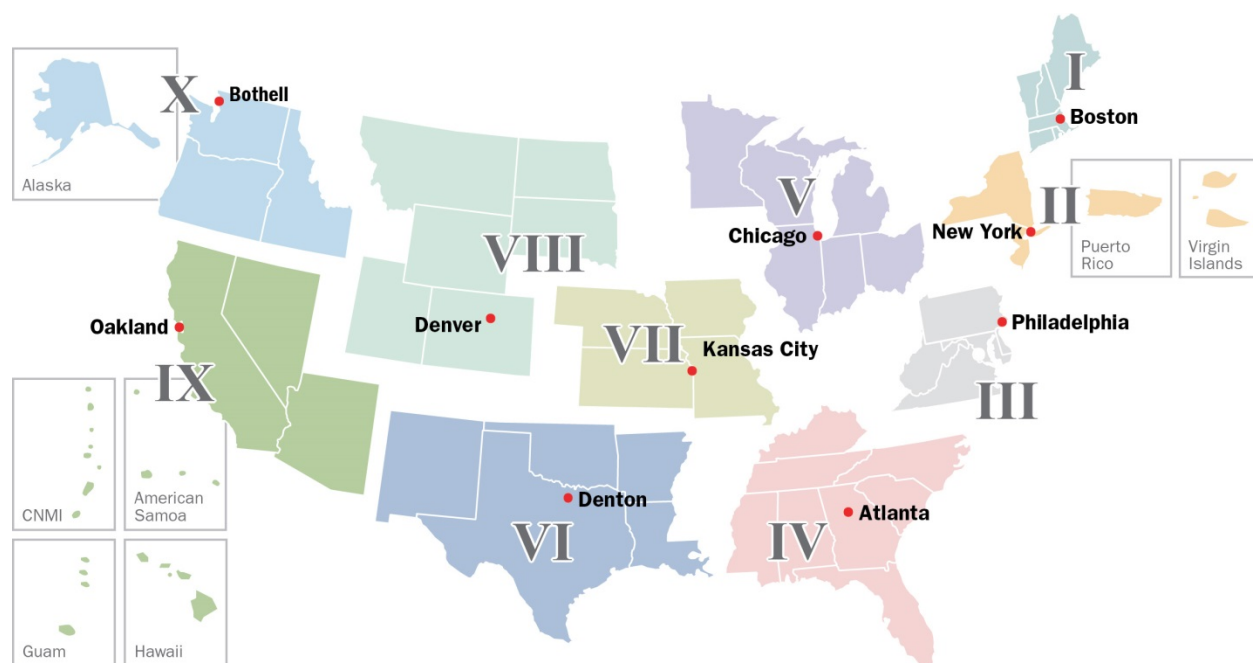 I
X
Bothell
Boston
Alaska
V
II
Chicago
New York
VIII
Puerto
Rico
Virgin
Islands
Oakland
Denver
Philadelphia
VII
Kansas City
IX
III
CNMI
American
Samoa
Denton
Atlanta
VI
IV
Guam
Hawaii